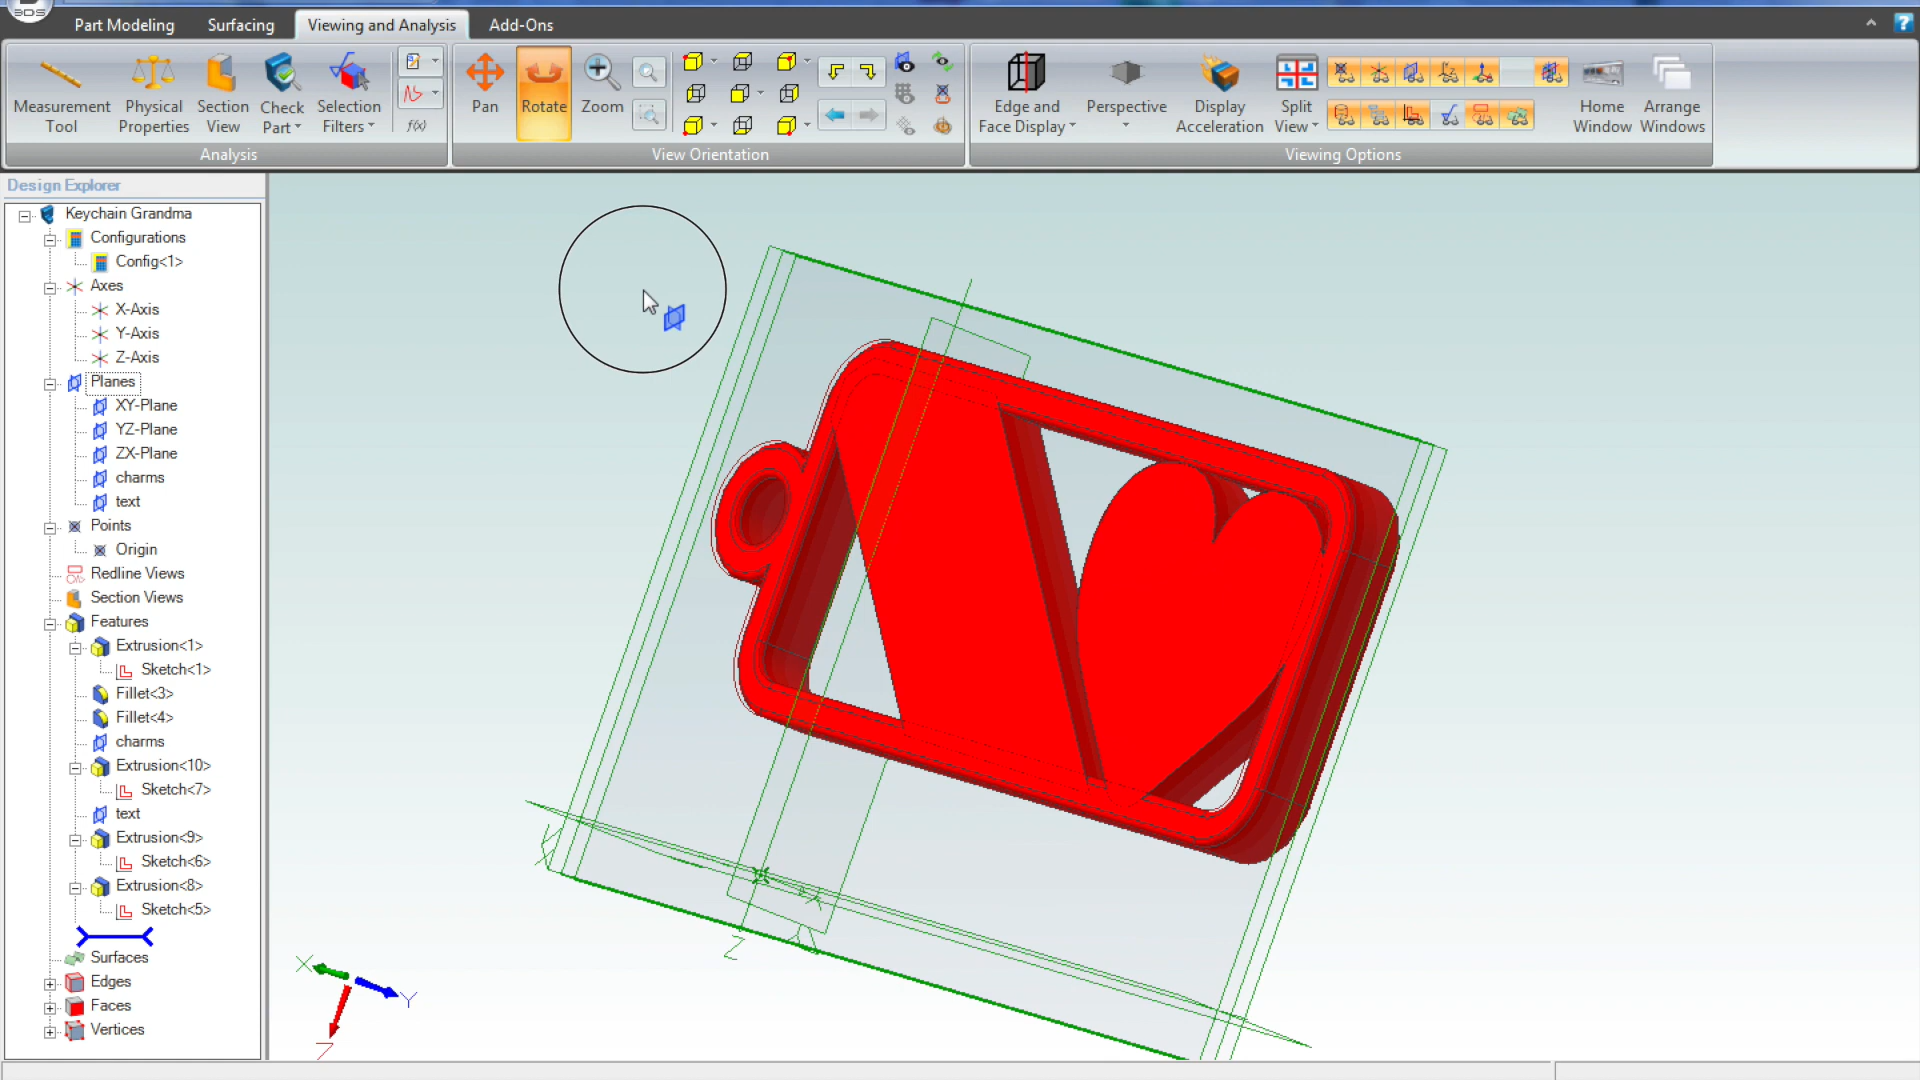 3DS
Part Modeling
Surfacing
Viewing and Analysis
Add-Ons
?
Measurement
Tool
Physical
Properties
Section
View
Check
Part
Selection
Filters
f(x)
Pan
Rotate
Zoom
Edge and
Face Display
Perspective
Display
Acceleration
Split
View
Home
Window
Arrange
Windows
Analysis
View Orientation
Viewing Options
Design Explorer
Keychain Grandma
Configurations
Config<1>
Axes
X-Axis
Y-Axis
Z-Axis
Planes
XY-Plane
YZ-Plane
ZX-Plane
charms
text
Points
Origin
Redline Views
Section Views
Features
Extrusion<1>
Sketch<1>
Fillet<3>
Fillet<4>
charms
Extrusion<10>
Sketch<7>
text
Extrusion<9>
Sketch<6>
Extrusion<8>
Sketch<5>
Surfaces
Edges
Faces
Vertices
X
Y
Z
Z